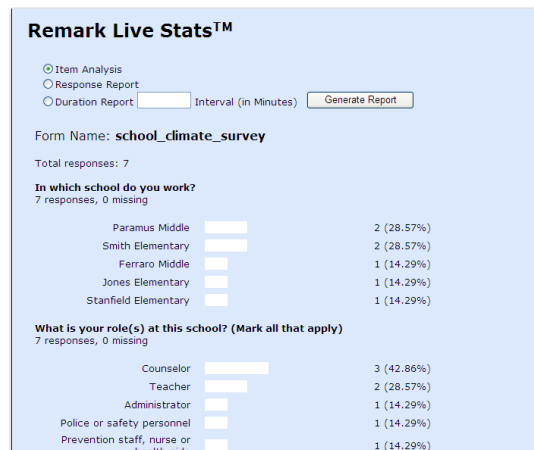 Remark Live Stats™
Item Analysis
Response Report
Duration Report Interval (in Minutes) Generate Report
Form Name: school_climate_survey
Total responses: 7
In which school do you work?
7 responses, 0 missing
Paramus Middle 2 (28.57%)
Smith Elementary 2 (28.57%)
Ferraro Middle 1 (14.29%)
Jones Elementary 1 (14.29%)
Stanfield Elementary 1 (14.29%)
What is your role(s) at this school? (Mark all that apply)
7 responses, 0 missing
Counselor 3 (42.86%)
Teacher 2 (28.57%)
Administrator 1 (14.29%)
Police or safety personnel 1 (14.29%)
Prevention staff, nurse or
1 (14.29%)